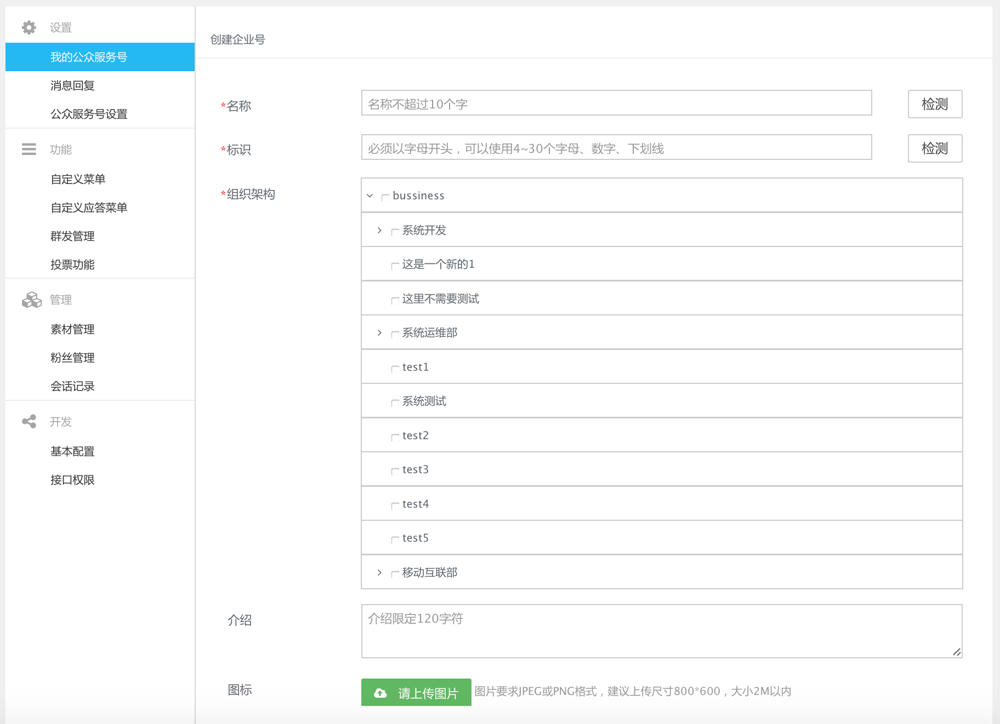 设置
我的公众服务号
消息回复
公众服务号设置
功能
自定义菜单
自定义应答菜单
群发管理
投票功能
管理
素材管理
粉丝管理
会话记录
开发
基本配置
接口权限
创建企业号
*名称
名称不超过10个字
检测
*标识
必须以字母开头，可以使用4~30个字母、数字、下划线
检测
*组织架构
bussiness
系统开发
这是一个新的1
这里不需要测试
系统运维部
test1
系统测试
test2
test3
test4
test5
移动互联部
介绍
介绍限定120字符
图标
请上传图片
图片要求JPEG或PNG格式，建议上传尺寸800*600，大小2M以内